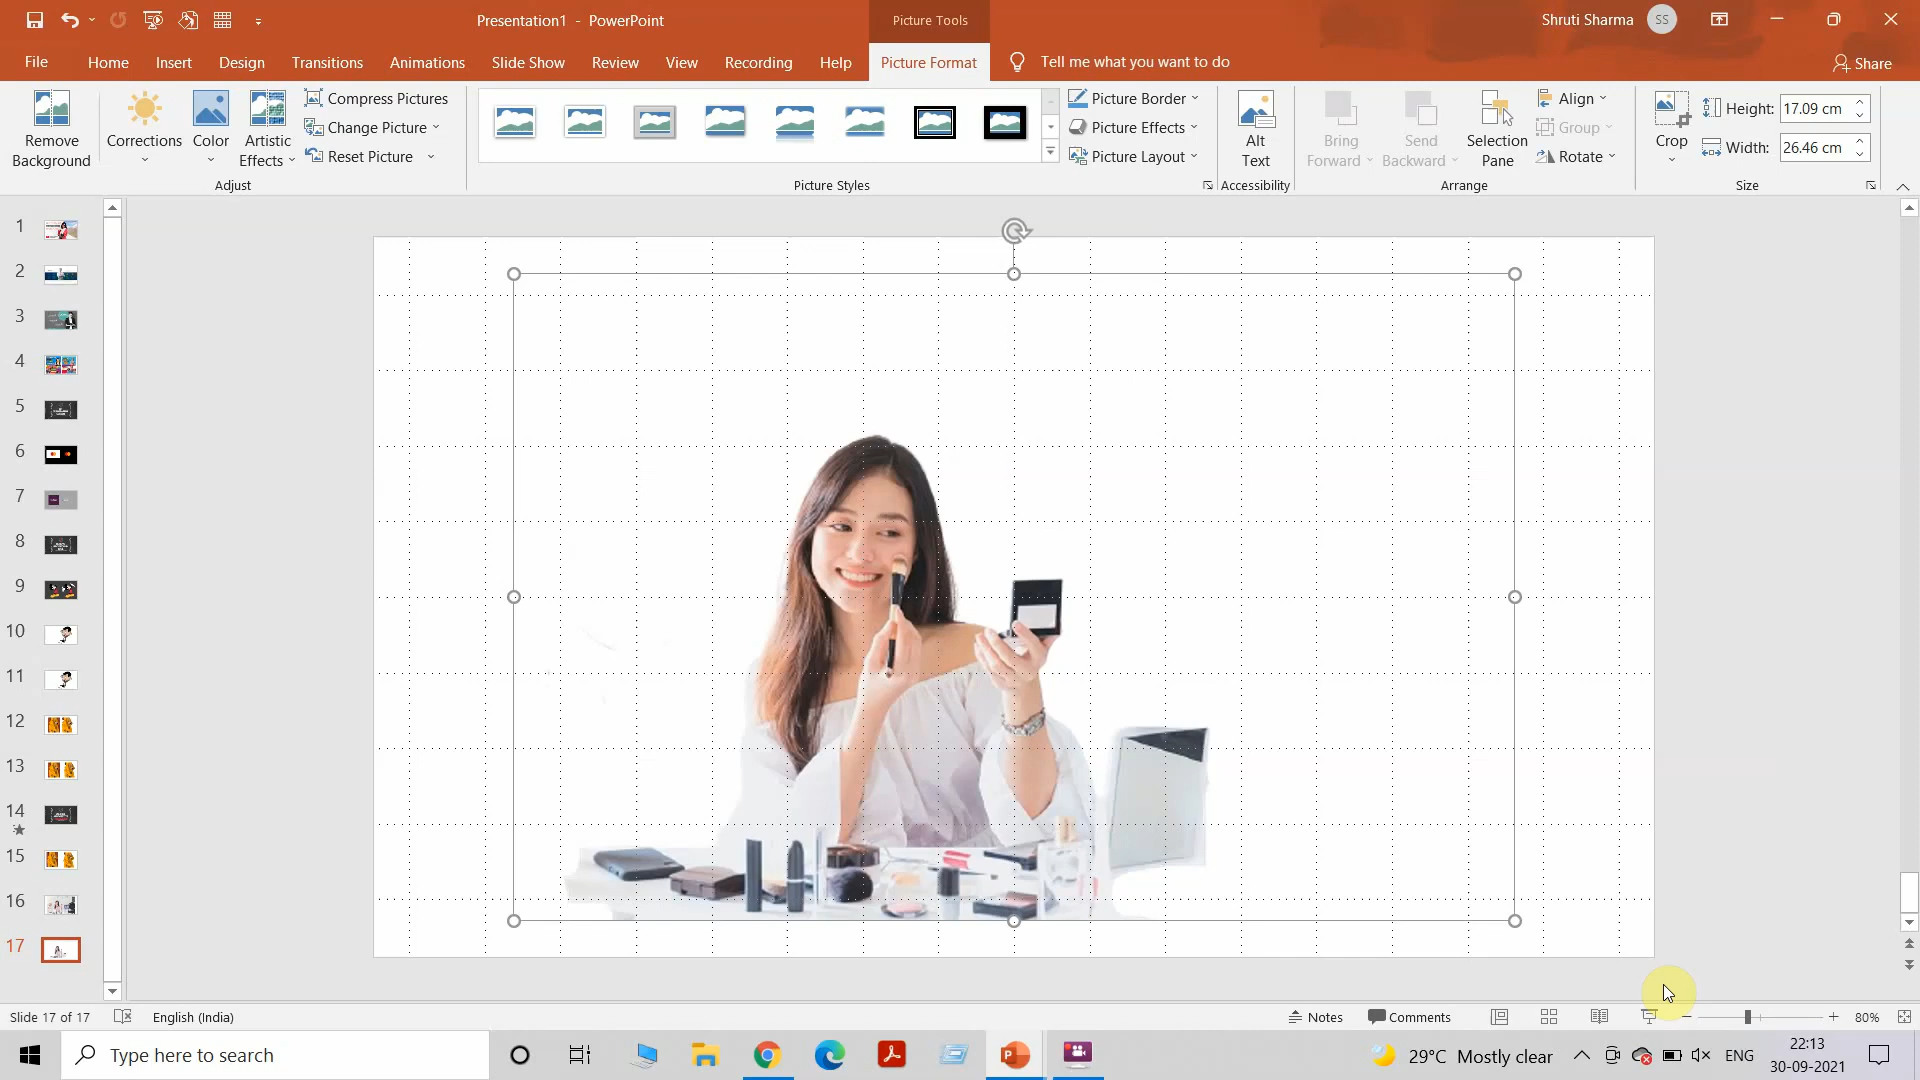 Presentation1 - PowerPoint
Picture Tools
Shruti Sharma
SS
File
Home
Insert
Design
Transitions
Animations
Slide Show
Review
View
Recording
Help
Picture Format
Tell me what you want to do
Share
Remove
Background
Corrections
Color
Artistic
Effects
Compress Pictures
Change Picture
Reset Picture
Adjust
Picture Styles
Picture Border
Picture Effects
Picture Layout
Alt
Text
Accessibility
Bring
Forward
Send
Backward
Selection
Pane
Align
Group
Rotate
Arrange
Crop
Height: 17.09 cm
Width: 26.46 cm
Size
1
2
3
4
5
6
7
8
9
10
11
12
13
14
15
16
17
Slide 17 of 17
English (India)
Notes
Comments
80%
Type here to search
29°C Mostly clear
ENG
22:13
30-09-2021